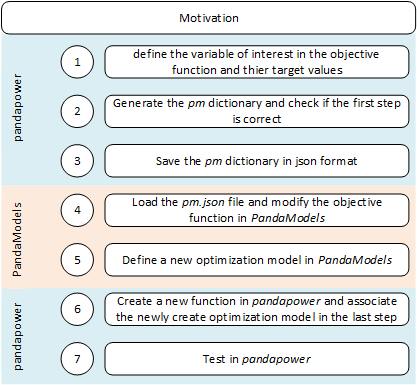 Motivation
pandapower
1
define the variable of interest in the objective
function and thier target values
2
Generate the pm dictionary and check if the first step
is correct
3
Save the pm dictionary in json format
PandaModels
4
Load the pm.json file and modify the objective
function in PandaModels
5
Define a new optimization model in PandaModels
pandapower
6
Create a new function in pandapower and associate
the newly create optimization model in the last step
7
Test in pandapower